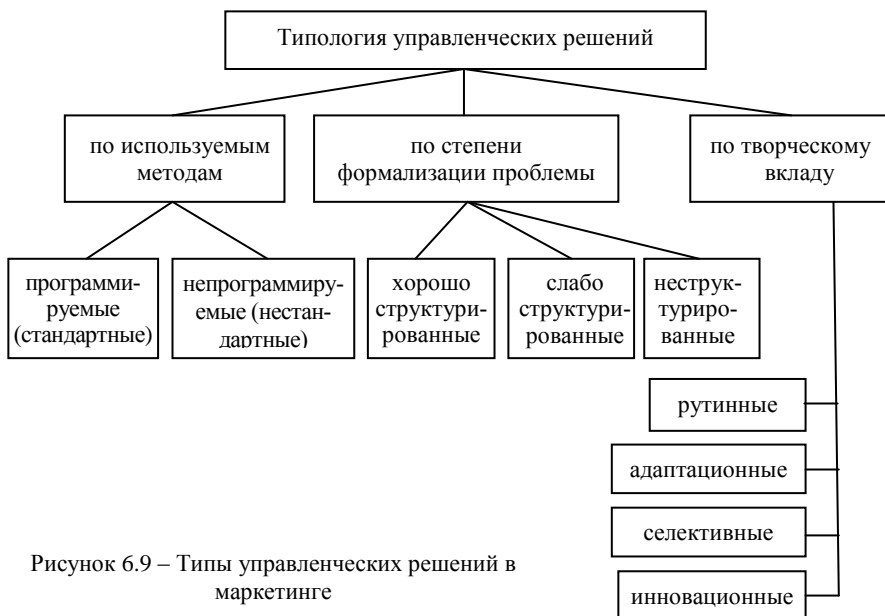 Типология управленческих решений
по используемым
методам
по степени
формализации проблемы
по творческому
вкладу
программи-
руемые
(стандартные)
непрограммиру-
емые (нестан-
дартные)
хорошо
структури-
рованные
слабо
структури-
рованные
неструк-
турирo-
ванные
рутинные
адаптационные
селективные
инновационные
Рисунок 6.9 – Типы управленческих решений в
маркетинге